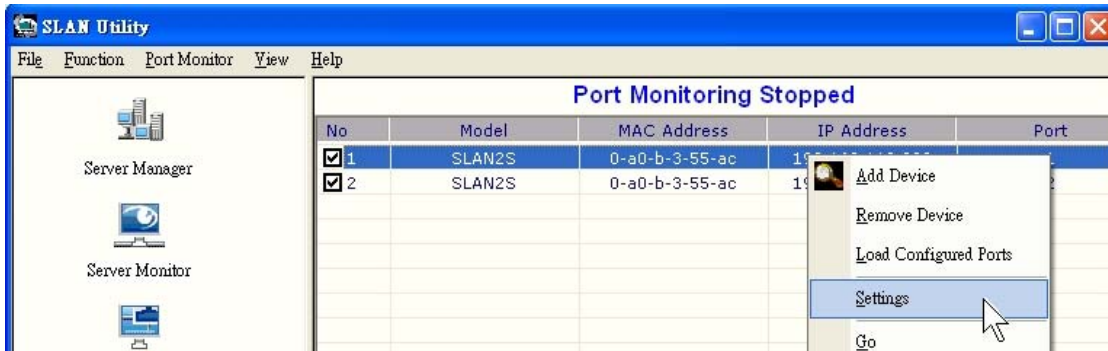 SLAN Utility
File Function Port Monitor View Help
Port Monitoring Stopped
No Model MAC Address IP Address Port
1 SLAN2S 0-a0-b-3-55-ac
2 SLAN2S 0-a0-b-3-55-ac
Server Manager
Server Monitor
Add Device
Remove Device
Load Configured Ports
Settings
Go